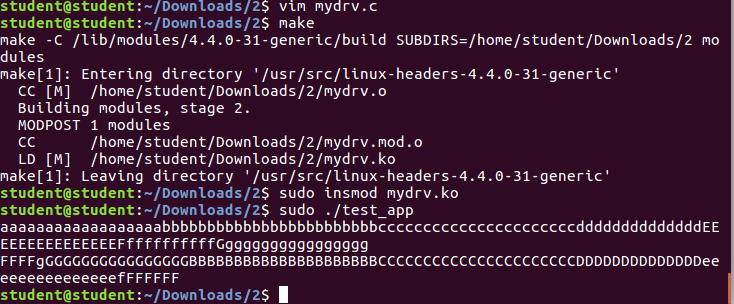 student@student:~/Downloads/2$ vim mydrv.c
student@student:~/Downloads/2$ make
make -C /lib/modules/4.4.0-31-generic/build SUBDIRS=/home/student/Downloads/2 mo
dules
make[1]: Entering directory '/usr/src/linux-headers-4.4.0-31-generic'
  CC [M]  /home/student/Downloads/2/mydrv.o
  Building modules, stage 2.
  MODPOST 1 modules
  CC      /home/student/Downloads/2/mydrv.mod.o
  LD [M]  /home/student/Downloads/2/mydrv.ko
make[1]: Leaving directory '/usr/src/linux-headers-4.4.0-31-generic'
student@student:~/Downloads/2$ sudo insmod mydrv.ko
student@student:~/Downloads/2$ sudo ./test_app
aaaaaaaaaaaaaaaaaabbbbbbbbbbbbbbbbbbbbbbbbccccccccccccccccccccccddddddddddddddEE
EEEEEEEEEEEEEFffffffffffGgggggggggggggggg
FFFFgGGGGGGGGGGGGGGGGBBBBBBBBBBBBBBBBBBBBBCCCCCCCCCCCCCCCCCCCCCCDDDDDDDDDDDDDDee
eeeeeeeeeeeeefFFFFFF
student@student:~/Downloads/2$